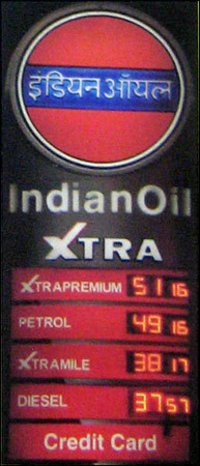 इंडियनऑयल
IndianOil
XTRA
XTRAPREMIUM 51 16
PETROL 49 16
XTRAMILE 38 17
DIESEL 37 57
Credit Card